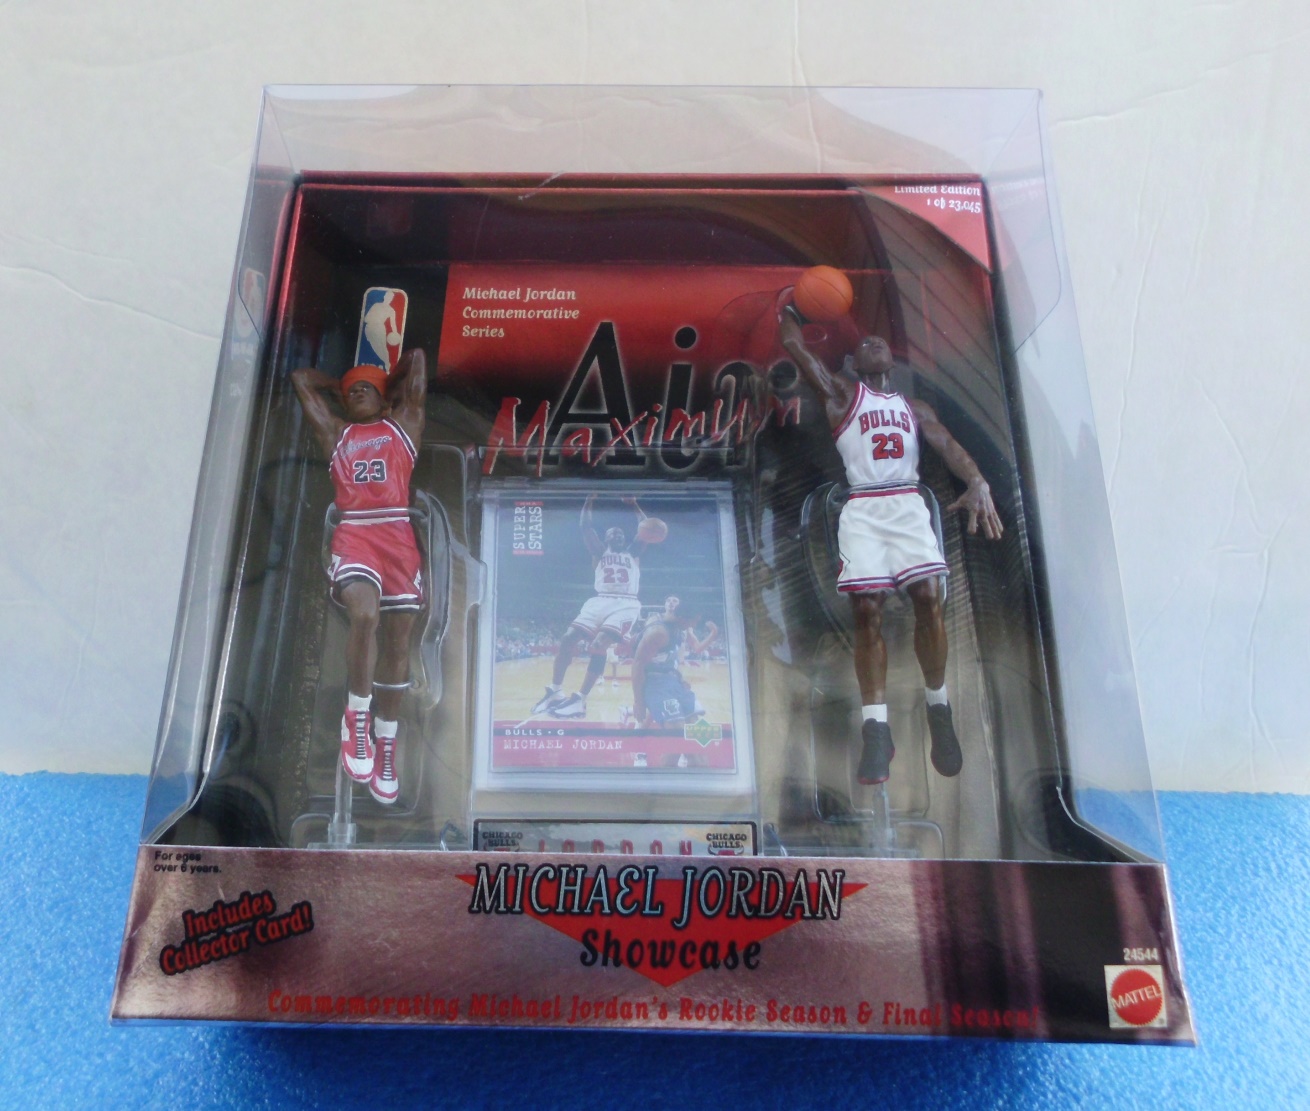 Limited Edition
1 of 23,045
Michael Jordan
Commemorative
Series
Air
Maximum
Chicago
23
BULLS
23
SUPER
STARS
BULLS
23
BULLS • G
MICHAEL JORDAN
CHICAGO
BULLS
JORDAN
CHICAGO
BULLS
For ages
over 6 years.
Includes
Collector Card!
MICHAEL JORDAN
Showcase
Commemorating Michael Jordan's Rookie Season & Final Season!
24544
MATTEL